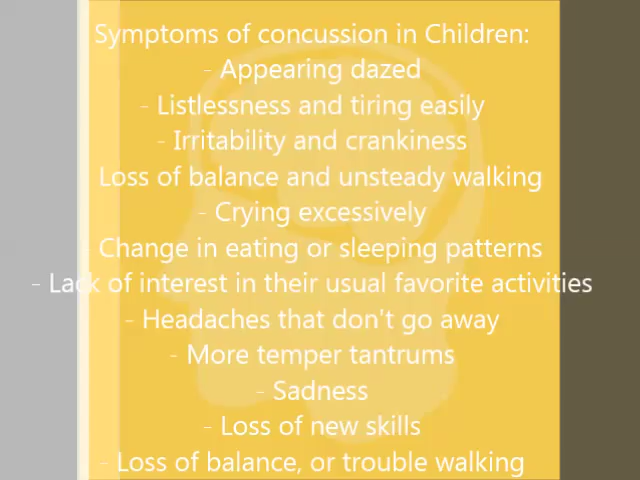 Symptoms of concussion in Children:
- Appearing dazed
- Listlessness and tiring easily
- Irritability and crankiness
Loss of balance and unsteady walking
- Crying excessively
- Change in eating or sleeping patterns
- Lack of interest in their usual favorite activities
- Headaches that don't go away
- More temper tantrums
- Sadness
- Loss of new skills
- Loss of balance, or trouble walking